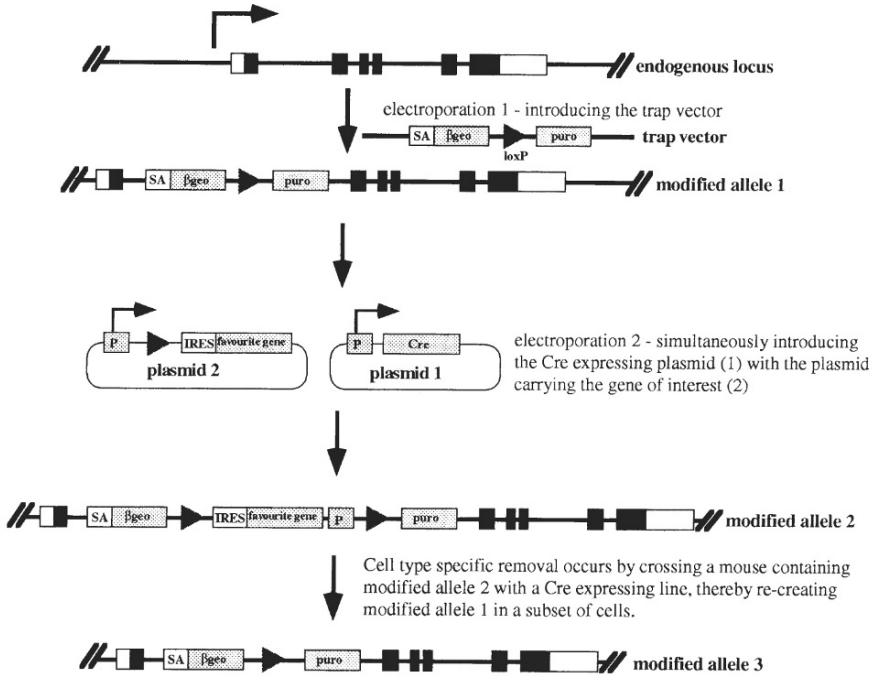 endogenous locus
electroporation 1 - introducing the trap vector
SA βgeo puro trap vector
loxP
SA βgeo puro modified allele 1
P IRES favourite gene P Cre
plasmid 2 plasmid 1
electroporation 2 - simultaneously introducing
the Cre expressing plasmid (1) with the plasmid
carrying the gene of interest (2)
SA βgeo IRES favourite gene P puro modified allele 2
Cell type specific removal occurs by crossing a mouse containing
modified allele 2 with a Cre expressing line, thereby re-creating
modified allele 1 in a subset of cells.
SA βgeo puro modified allele 3